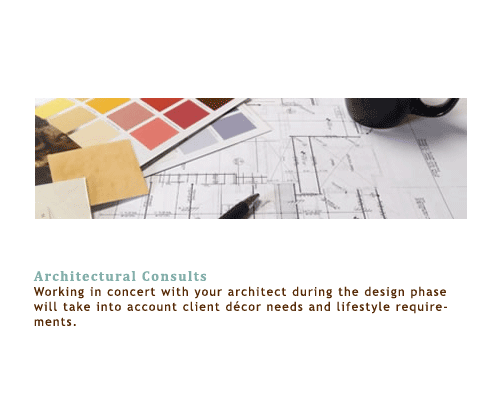 Architectural Consults
Working in concert with your architect during the design phase
will take into account client décor needs and lifestyle require-
ments.